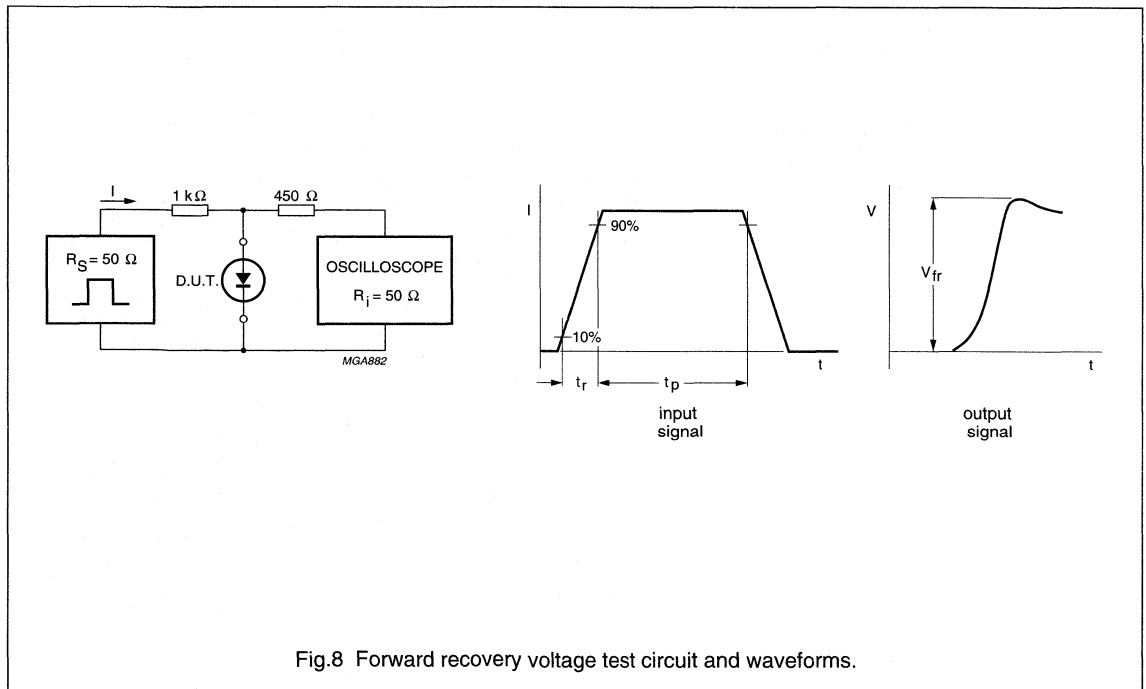 I
1 kΩ
450 Ω
R_S = 50 Ω
D.U.T.
OSCILLOSCOPE
R_i = 50 Ω
MGA882
I
90%
10%
t
t_r
t_p
input
signal
V
V_fr
t
output
signal
Fig.8 Forward recovery voltage test circuit and waveforms.